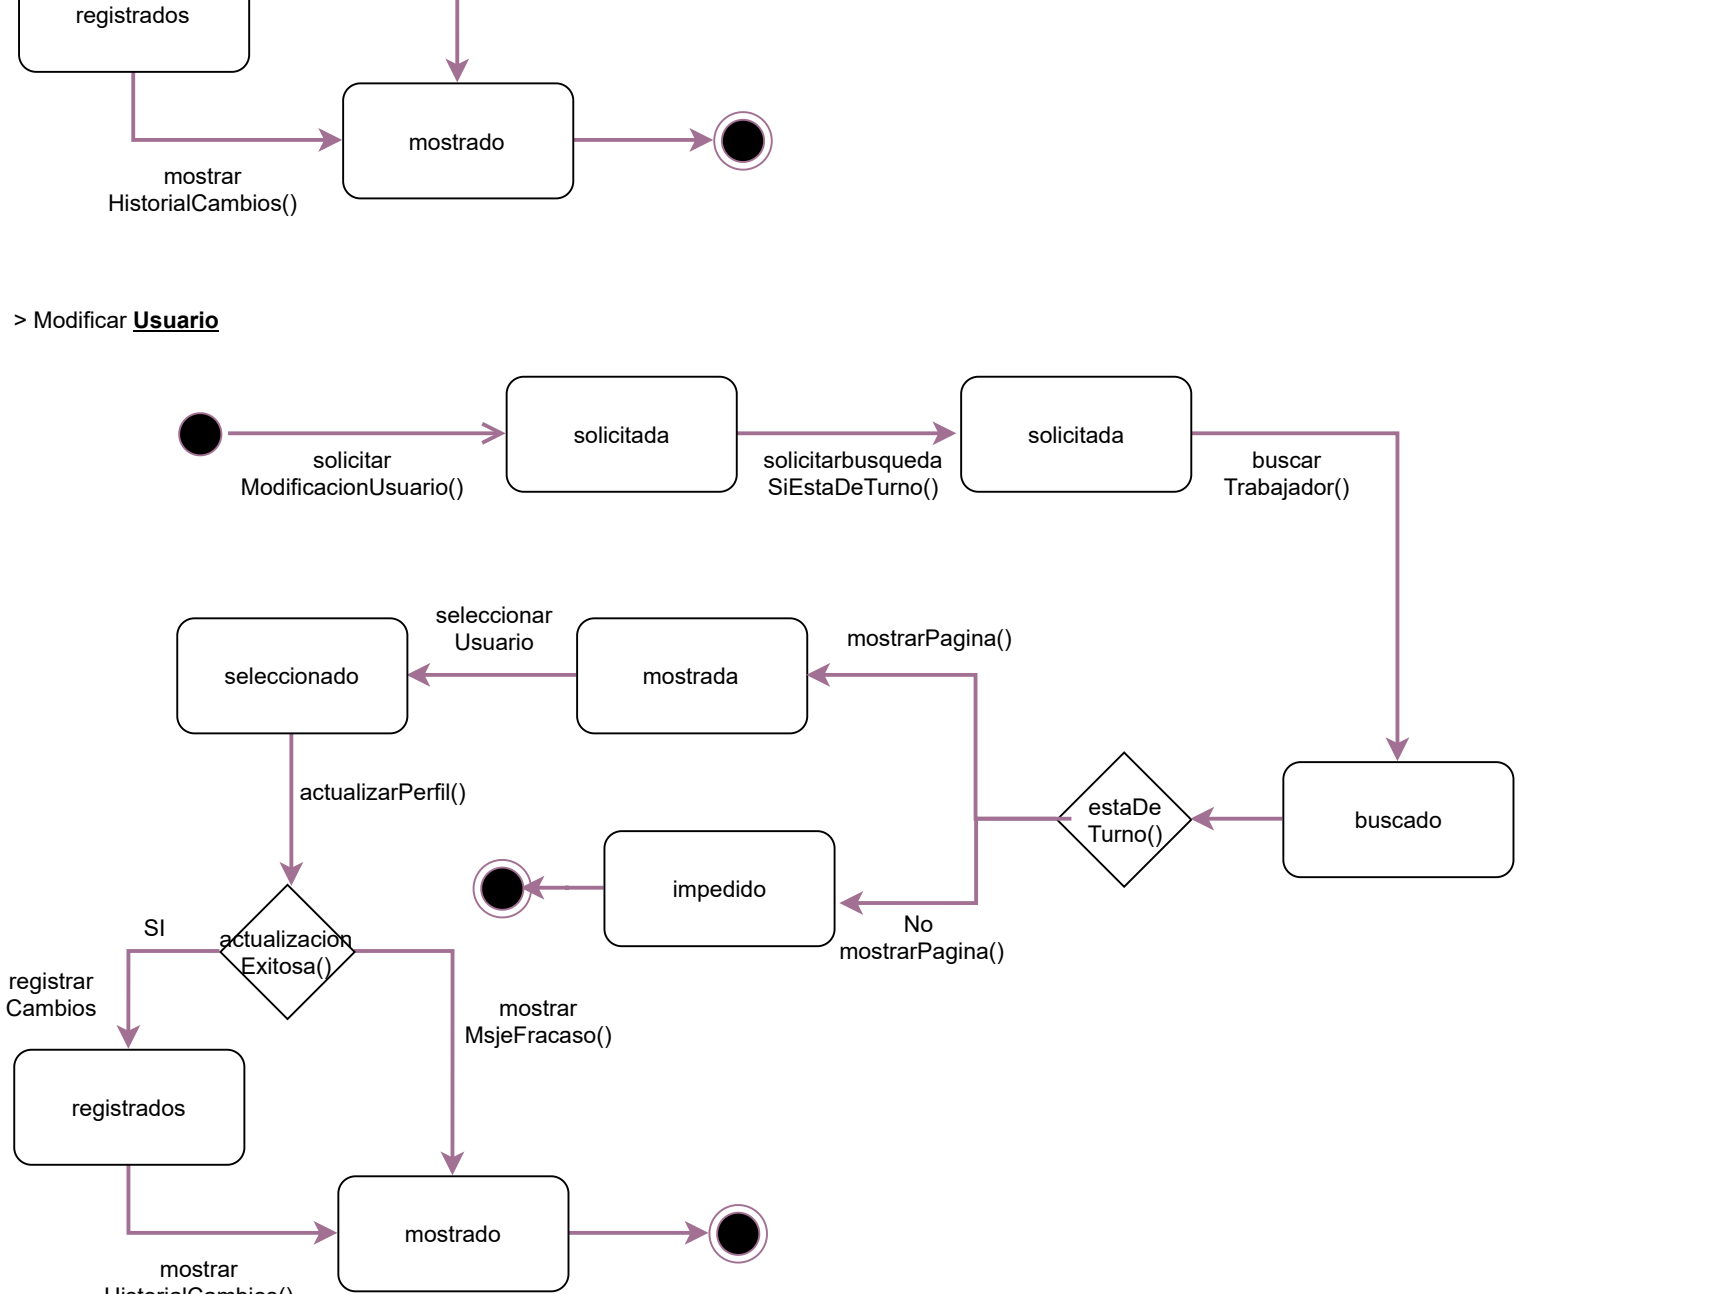 registrados
mostrado
mostrar
HistorialCambios()
> Modificar Usuario
solicitada
solicitada
solicitar
ModificacionUsuario()
solicitarbusqueda
SiEstaDeTurno()
buscar
Trabajador()
seleccionar
Usuario
mostrarPagina()
seleccionado
mostrada
actualizarPerfil()
estaDe
Turno()
buscado
impedido
No
mostrarPagina()
SI
actualizacion
Exitosa()
registrar
Cambios
mostrar
MsjeFracaso()
registrados
mostrado
mostrar
HistorialCambios()